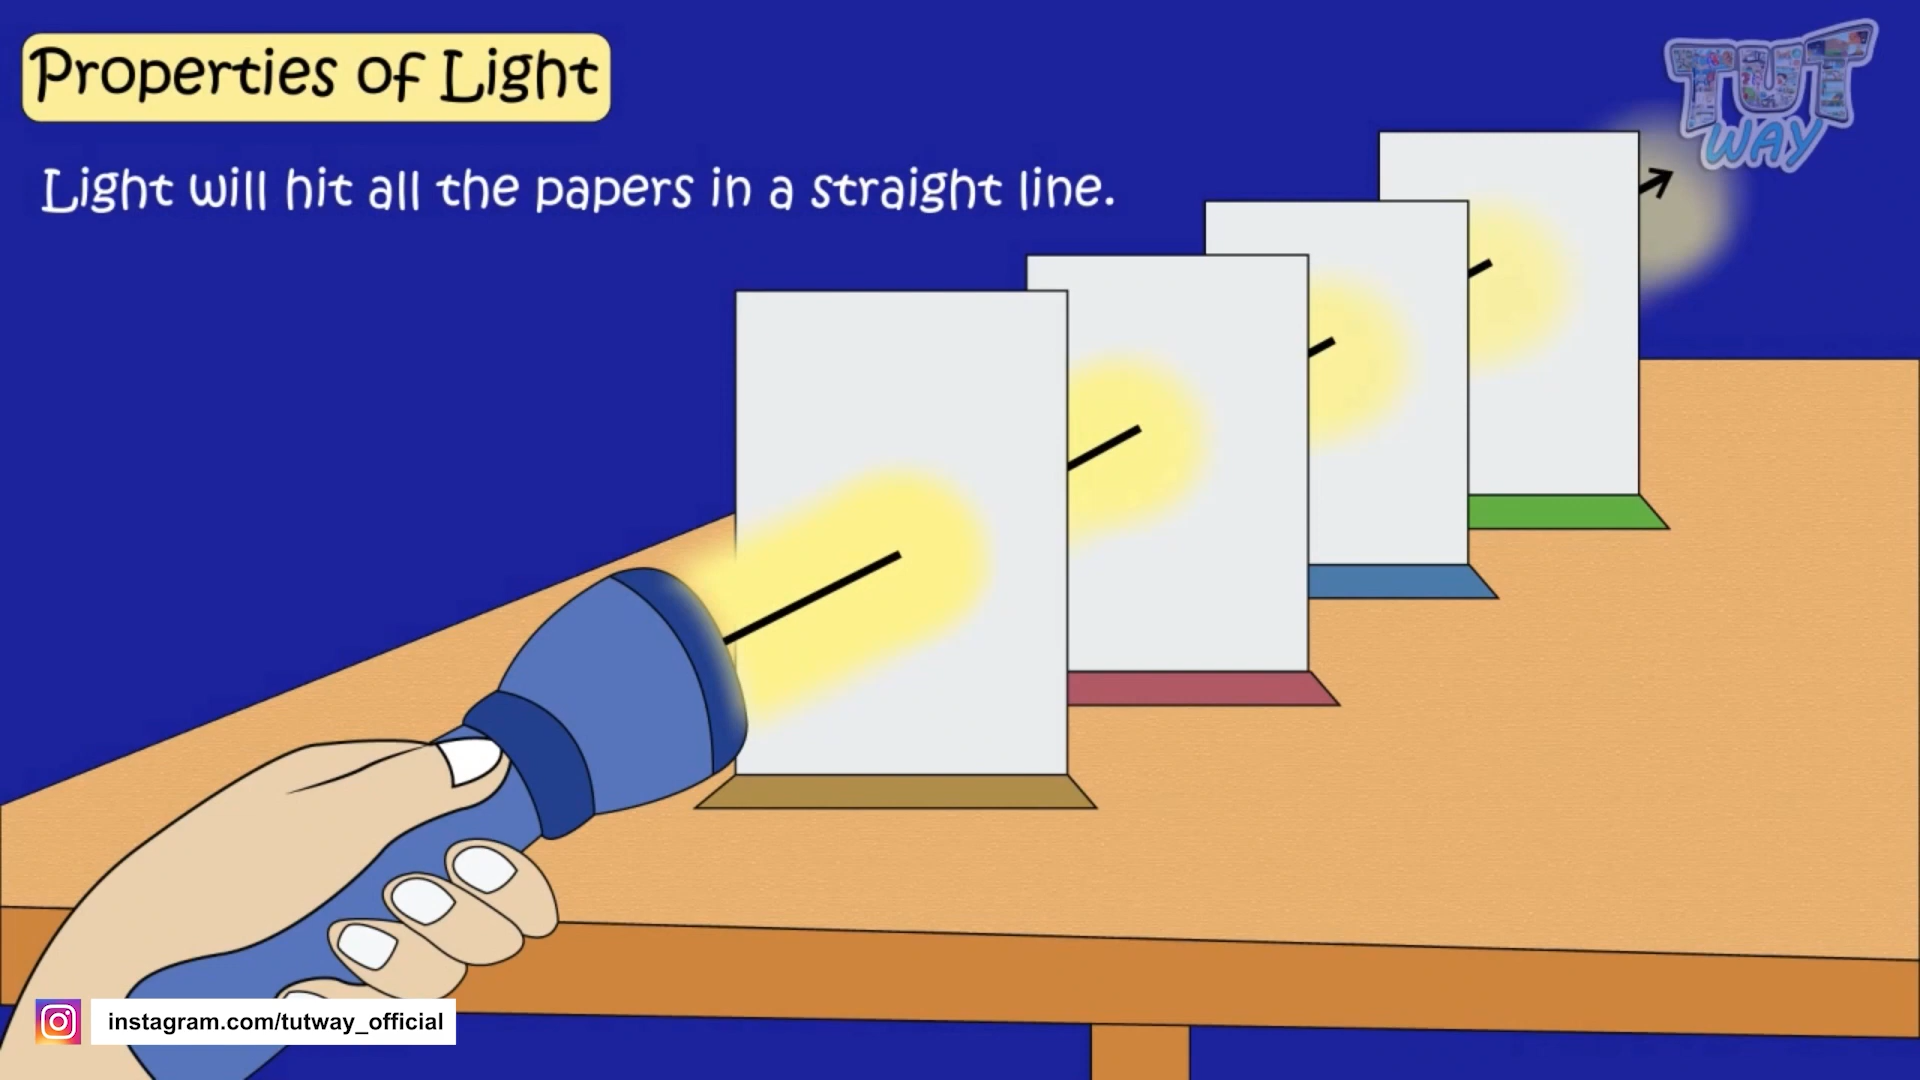 Properties of Light
TUT
WAY
Light will hit all the papers in a straight line.
instagram.com/tutway_official